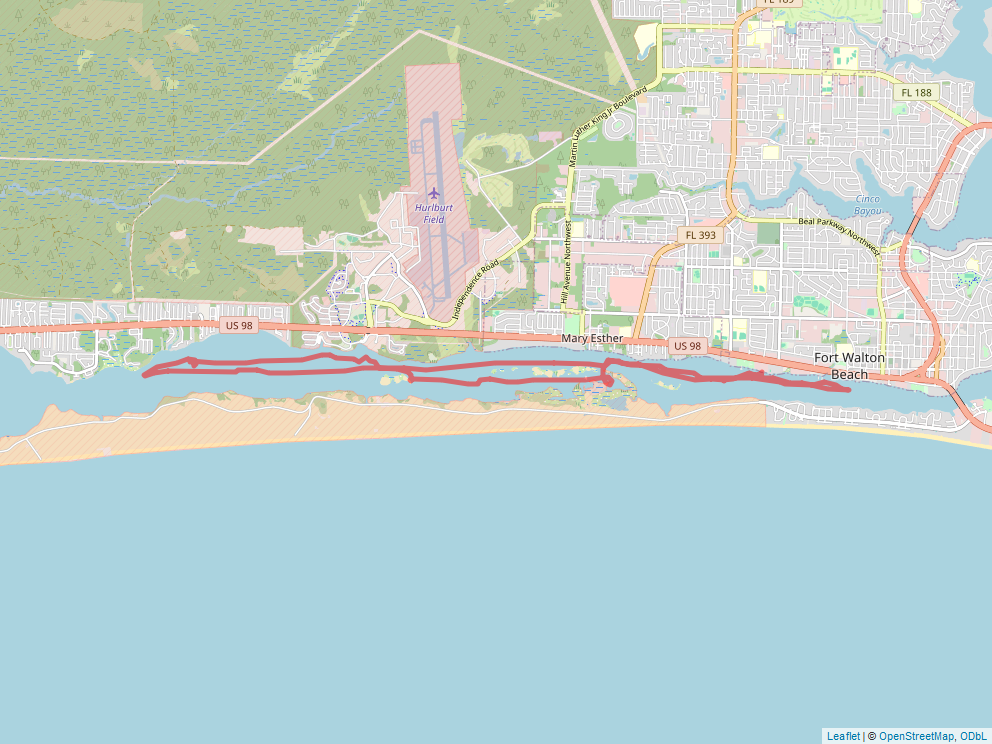 FL 189
FL 188
Martin Luther King Jr Boulevard
Hurlburt
Field
Cinco
Bayou
Beal Parkway Northwest
FL 393
Hill Avenue Northwest
Independence Road
US 98
Mary Esther
US 98
Fort Walton
Beach
Leaflet | © OpenStreetMap, ODbL